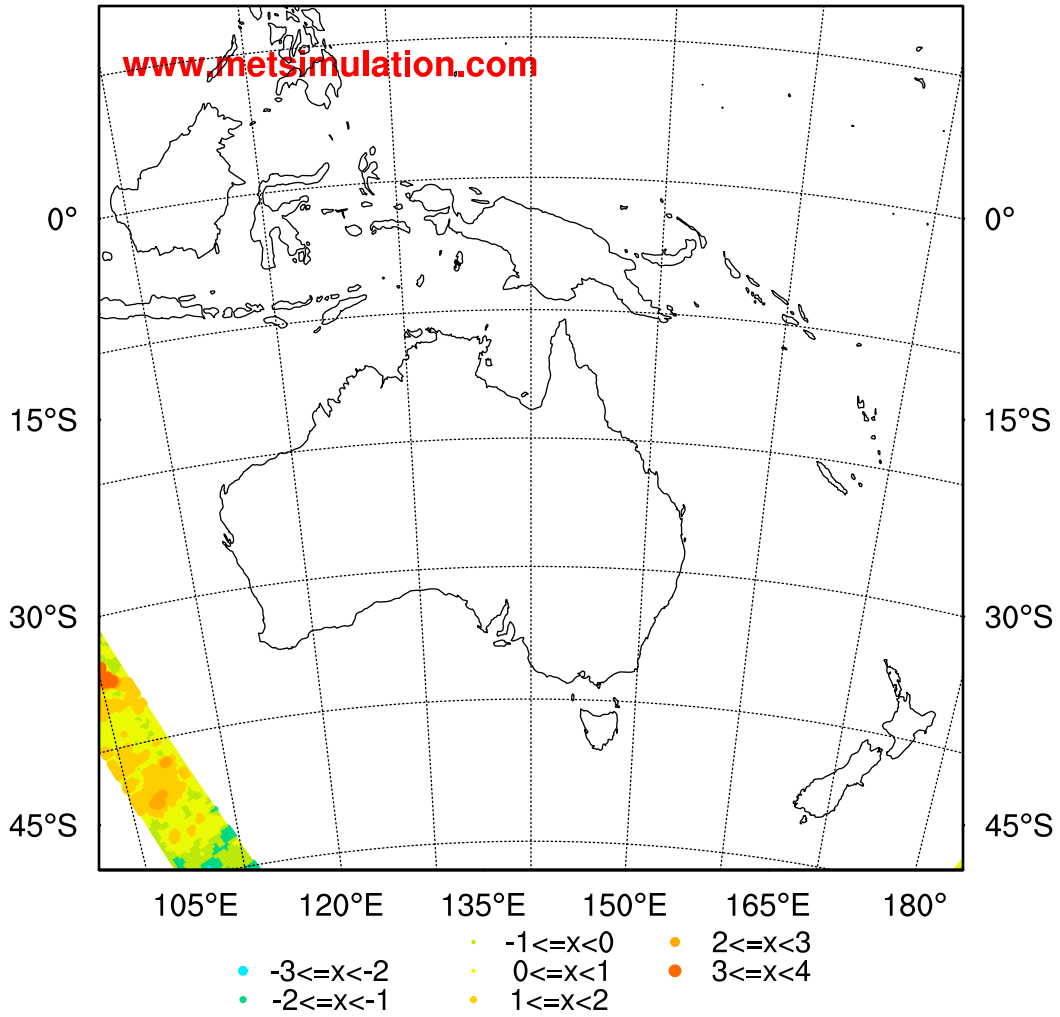 www.metsimulation.com
0° 0°
15°S 15°S
30°S 30°S
45°S 45°S
105°E 120°E 135°E 150°E 165°E 180°
-1<=x<0 2<=x<3
-3<=x<-2 0<=x<1 3<=x<4
-2<=x<-1 1<=x<2